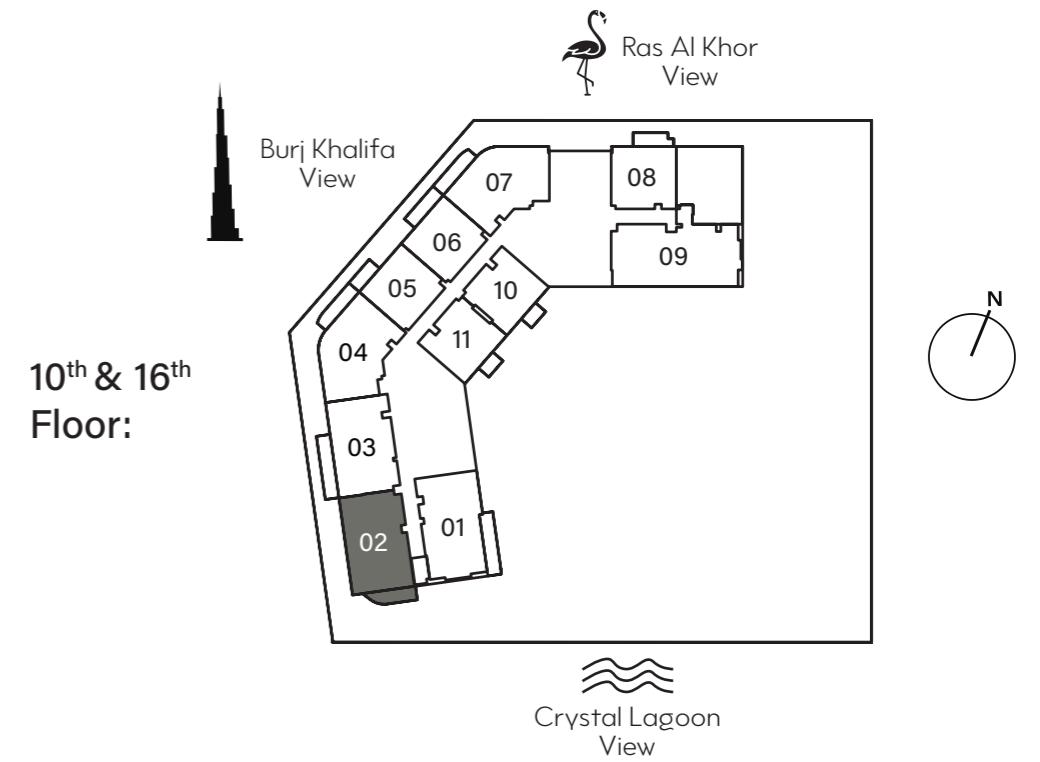 Ras Al Khor
View
Burj Khalifa
View
07
08
06
09
05
10
N
11
04
10th & 16th
Floor:
03
01
02
Crystal Lagoon
View